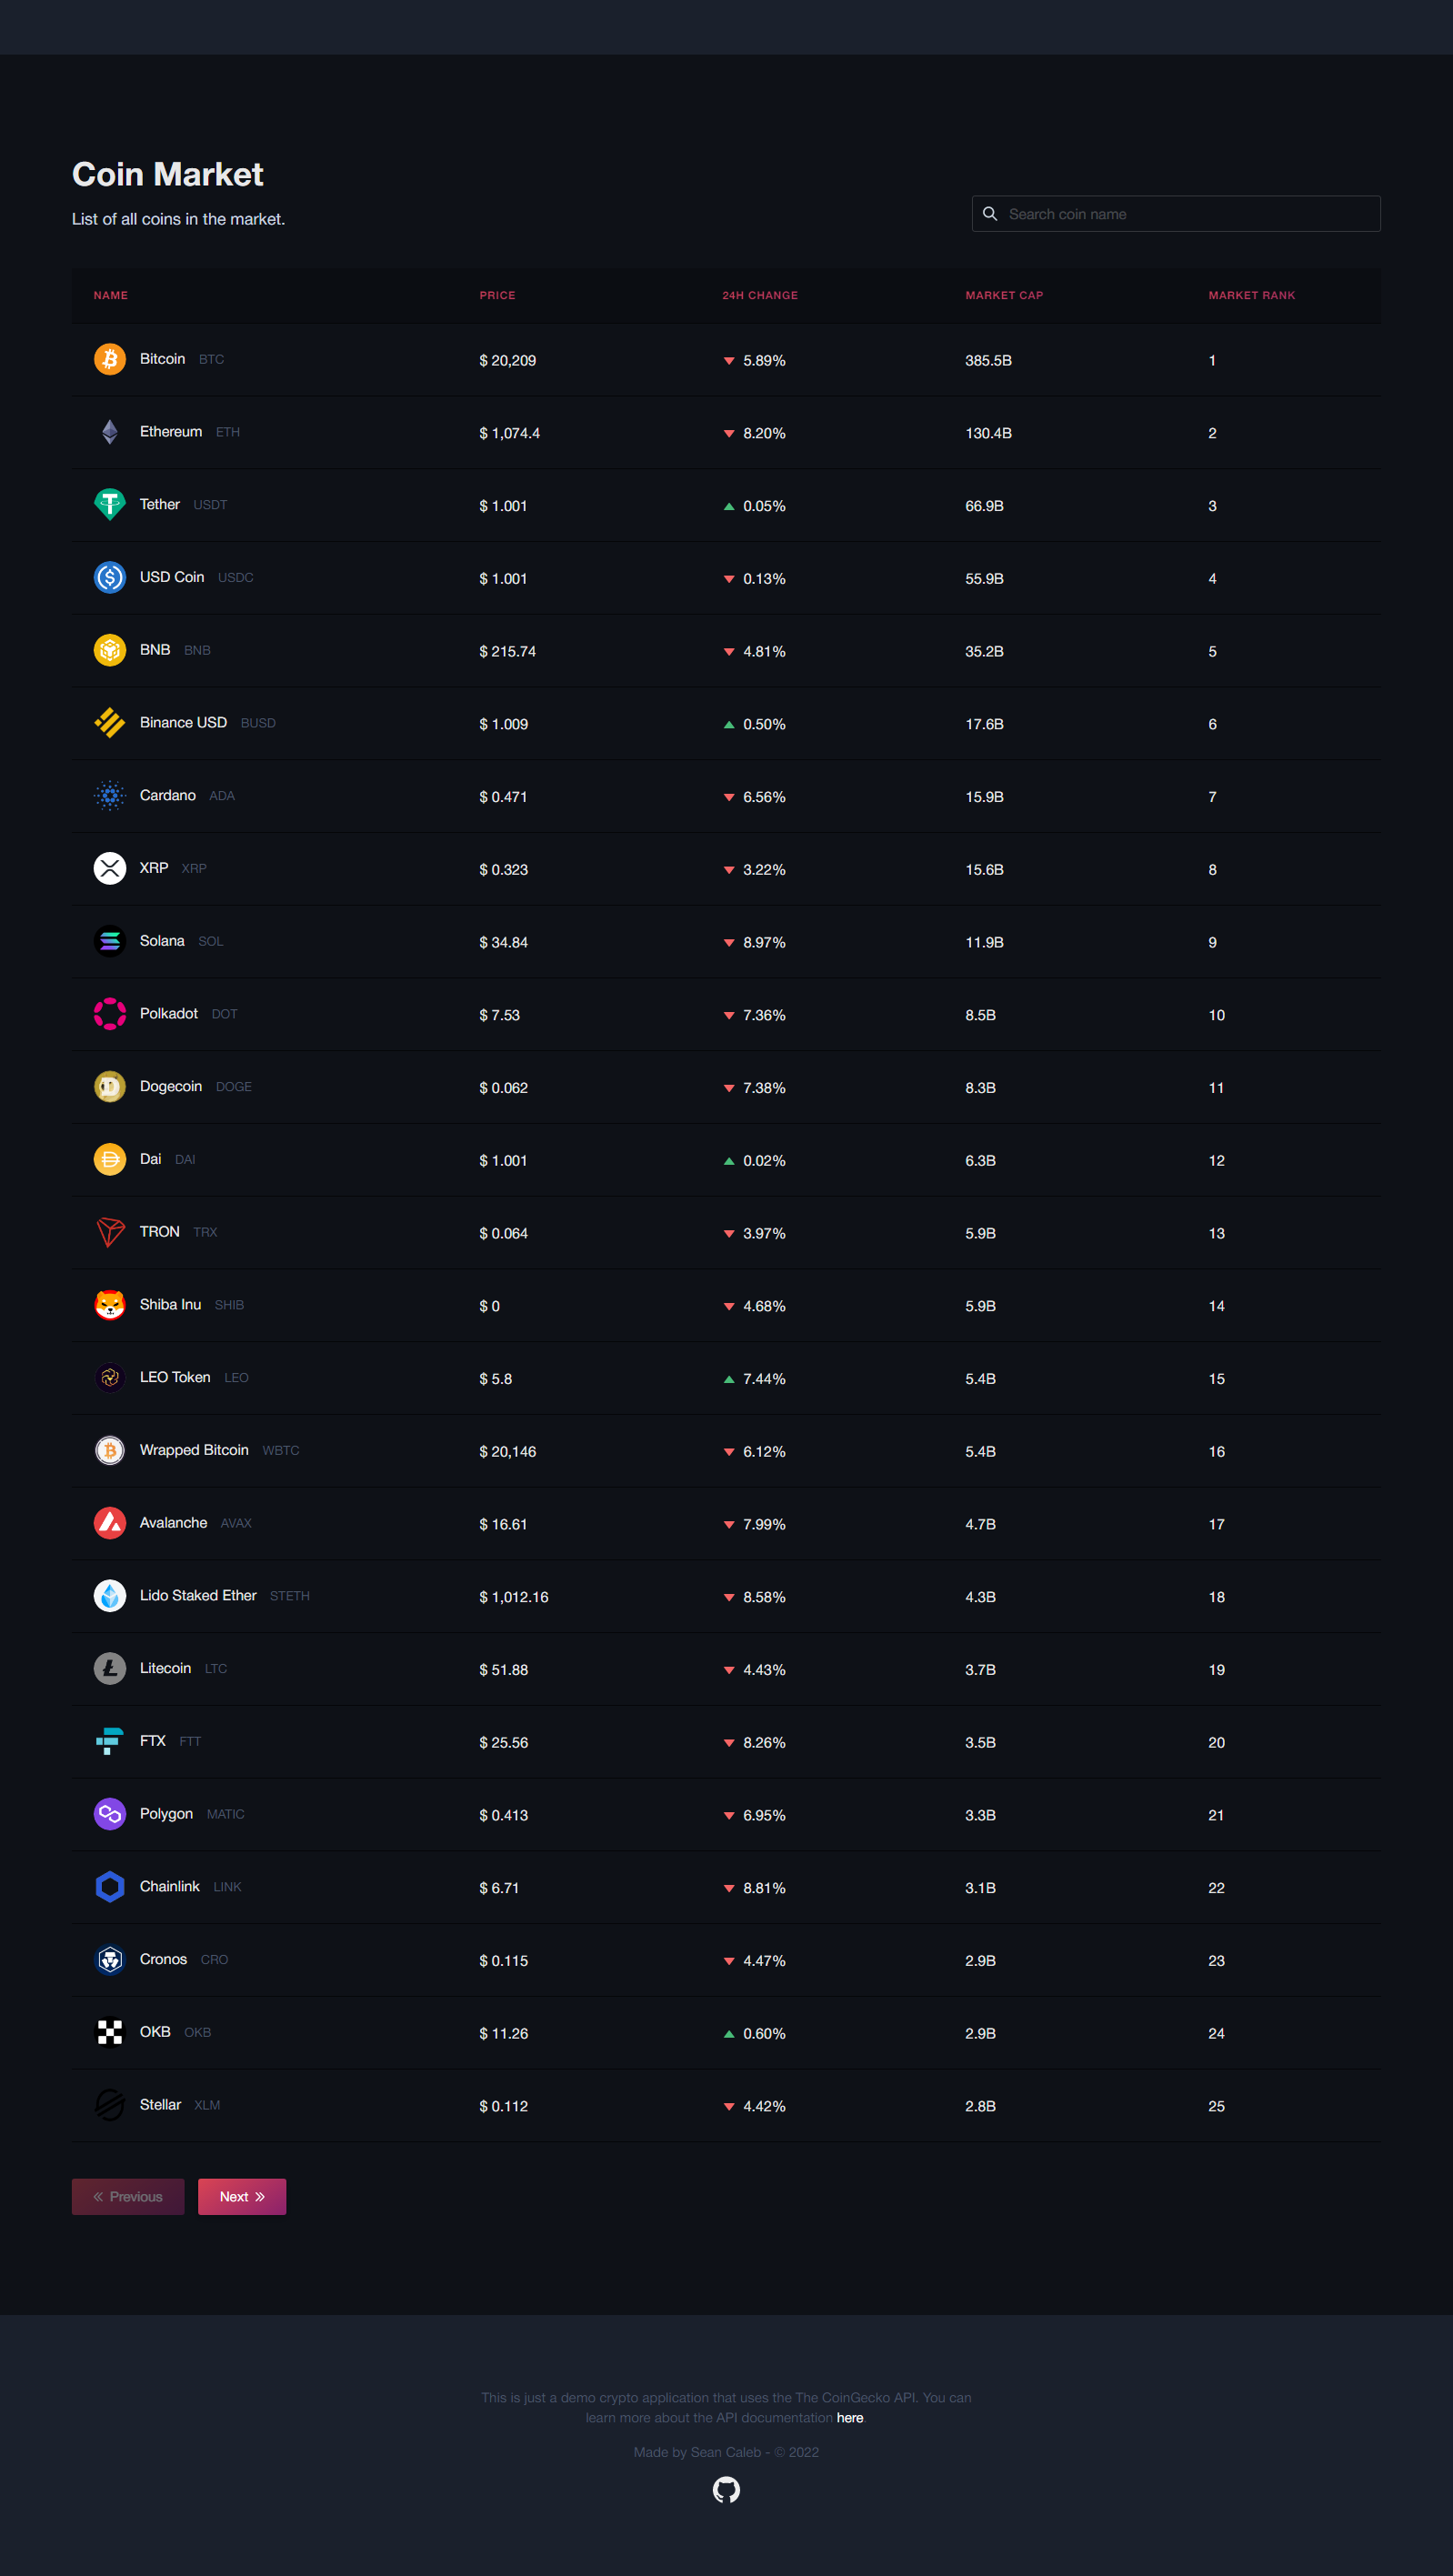 Coin Market
List of all coins in the market.
Search coin name
NAME PRICE 24H CHANGE MARKET CAP MARKET RANK
Bitcoin BTC $ 20,209 5.89% 385.5B 1
Ethereum ETH $ 1,074.4 8.20% 130.4B 2
Tether USDT $ 1.001 0.05% 66.9B 3
USD Coin USDC $ 1.001 0.13% 55.9B 4
BNB BNB $ 215.74 4.81% 35.2B 5
Binance USD BUSD $ 1.009 0.50% 17.6B 6
Cardano ADA $ 0.471 6.56% 15.9B 7
XRP XRP $ 0.323 3.22% 15.6B 8
Solana SOL $ 34.84 8.97% 11.9B 9
Polkadot DOT $ 7.53 7.36% 8.5B 10
Dogecoin DOGE $ 0.062 7.38% 8.3B 11
Dai DAI $ 1.001 0.02% 6.3B 12
TRON TRX $ 0.064 3.97% 5.9B 13
Shiba Inu SHIB $ 0 4.68% 5.9B 14
LEO Token LEO $ 5.8 7.44% 5.4B 15
Wrapped Bitcoin WBTC $ 20,146 6.12% 5.4B 16
Avalanche AVAX $ 16.61 7.99% 4.7B 17
Lido Staked Ether STETH $ 1,012.16 8.58% 4.3B 18
Litecoin LTC $ 51.88 4.43% 3.7B 19
FTX FTT $ 25.56 8.26% 3.5B 20
Polygon MATIC $ 0.413 6.95% 3.3B 21
Chainlink LINK $ 6.71 8.81% 3.1B 22
Cronos CRO $ 0.115 4.47% 2.9B 23
OKB OKB $ 11.26 0.60% 2.9B 24
Stellar XLM $ 0.112 4.42% 2.8B 25
Previous Next
This is just a demo crypto application that uses the The CoinGecko API. You can
learn more about the API documentation here.
Made by Sean Caleb - © 2022